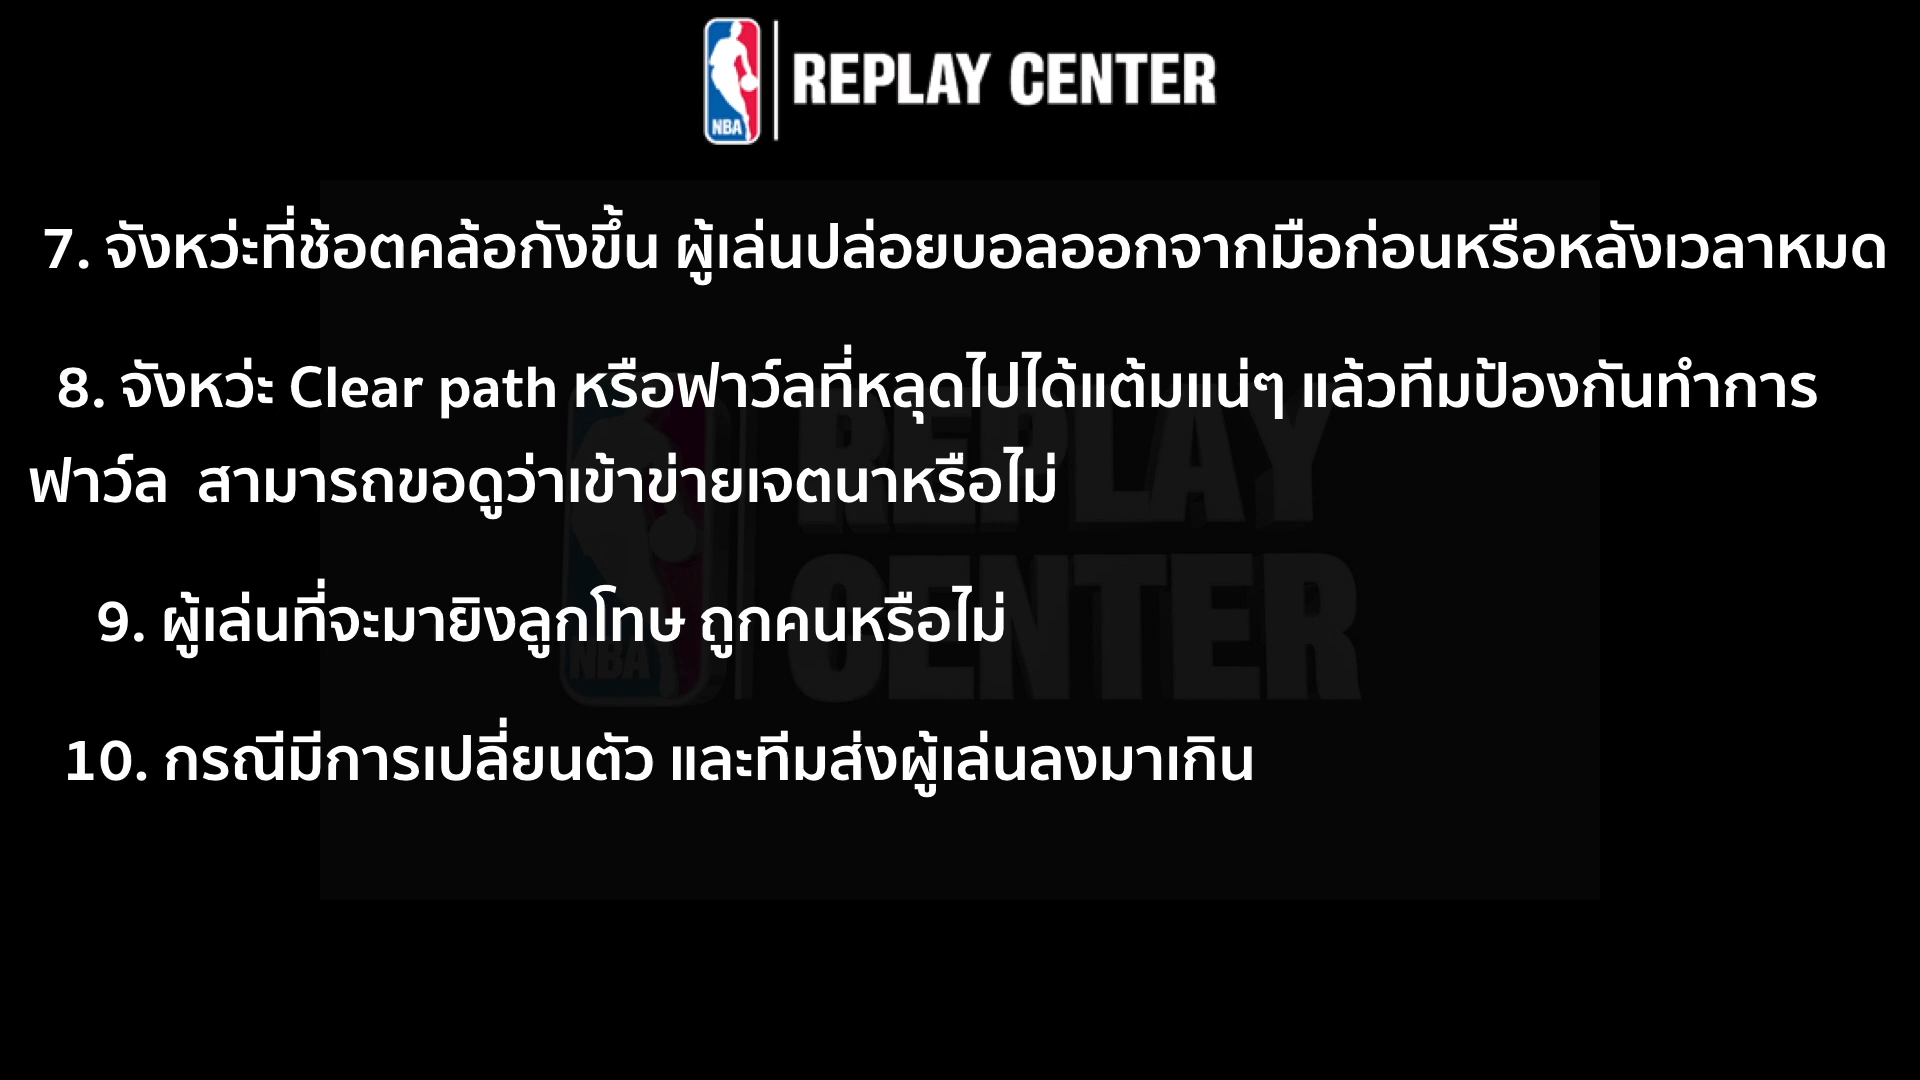 NBA REPLAY CENTER
7. จังหว่ะที่ช้อตคล้อกังขึ้น ผู้เล่นปล่อยบอลออกจากมือก่อนหรือหลังเวลาหมด
8. จังหว่ะ Clear path หรือฟาว์ลที่หลุดไปได้แต้มแน่ๆ แล้วทีมป้องกันทำการ
ฟาว์ล สามารถขอดูว่าเข้าข่ายเจตนาหรือไม่
REPLAY
CENTER
NBA
9. ผู้เล่นที่จะมายิงลูกโทษ ถูกคนหรือไม่
10. กรณีมีการเปลี่ยนตัว และทีมส่งผู้เล่นลงมาเกิน